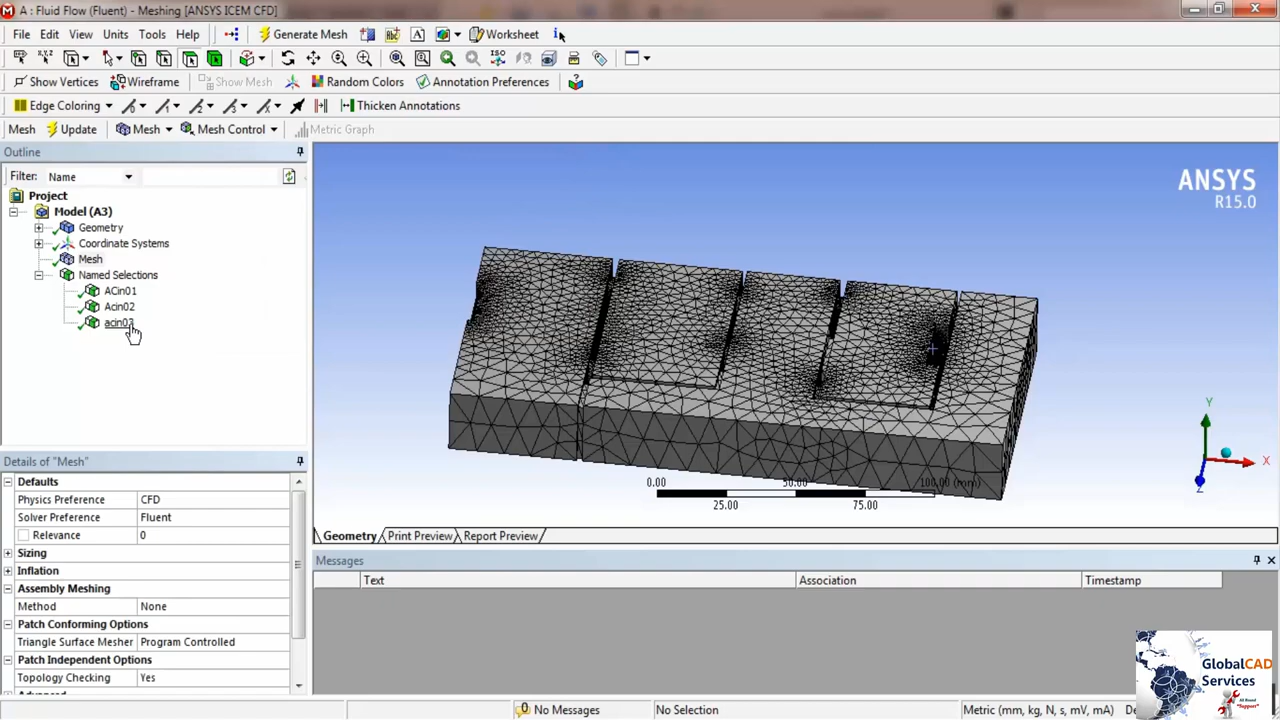 A : Fluid Flow (Fluent) - Meshing [ANSYS ICEM CFD]
File Edit View Units Tools Help Generate Mesh A Worksheet i
ISO
Show Vertices Wireframe Show Mesh Random Colors Annotation Preferences
Edge Coloring Thicken Annotations
Mesh Update Mesh Mesh Control Metric Graph
Outline
Filter: Name
Project
Model (A3)
Geometry
Coordinate Systems
Mesh
Named Selections
ACin01
Acin02
acin03
ANSYS
R15.0
Y
X
Z
0.00 50.00 100.00 (mm)
25.00 75.00
Geometry Print Preview Report Preview
Details of "Mesh"
Defaults
Physics Preference CFD
Solver Preference Fluent
Relevance 0
Sizing
Inflation
Assembly Meshing
Method None
Patch Conforming Options
Triangle Surface Mesher Program Controlled
Patch Independent Options
Topology Checking Yes
Messages
Text Association Timestamp
GlobalCAD
Services
All Brand
"Support"
0 No Messages No Selection Metric (mm, kg, N, s, mV, mA)